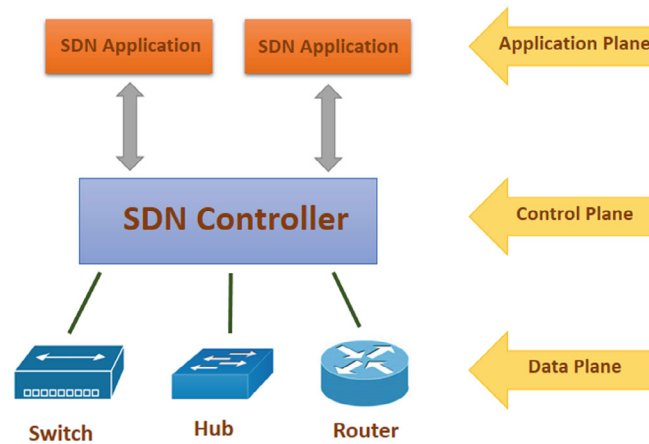 SDN Application
SDN Application
Application Plane
SDN Controller
Control Plane
Data Plane
Switch
Hub
Router